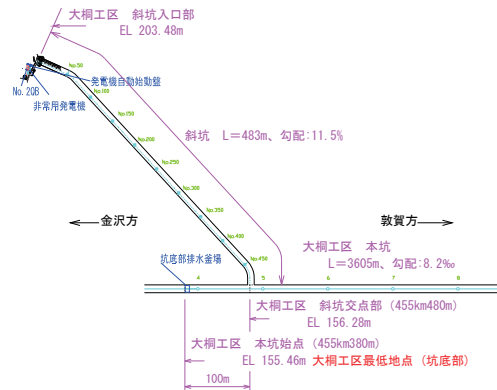 大桐工区 斜坑入口部
EL 203.48m
No.50
発電機自動始動盤
No.20B
非常用発電機
No.100
No.150
No.200
No.250
No.300
No.350
No.400
No.450
斜坑 L=483m、勾配:11.5%
金沢方
敦賀方
大桐工区 本坑
L=3605m、勾配:8.2‰
坑底部排水釜場
4
5
6
7
8
大桐工区 斜坑交点部 (455km480m)
EL 156.28m
大桐工区 本坑始点 (455km380m)
EL 155.46m 大桐工区最低地点 (坑底部)
100m